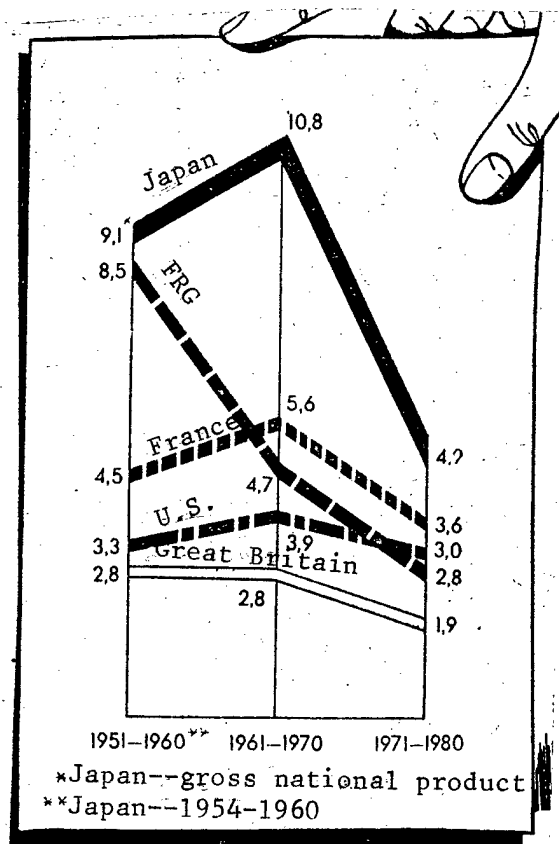 10,8
Japan
9,1*
8,5
FRG
5,6
France
4,5
4,7
4,?
U.S.
3,3
3,9
3,6
3,0
Great Britain
2,8
2,8
2,8
1,9
1951–1960** 1961–1970 1971–1980
*Japan--gross national product
**Japan--1954-1960